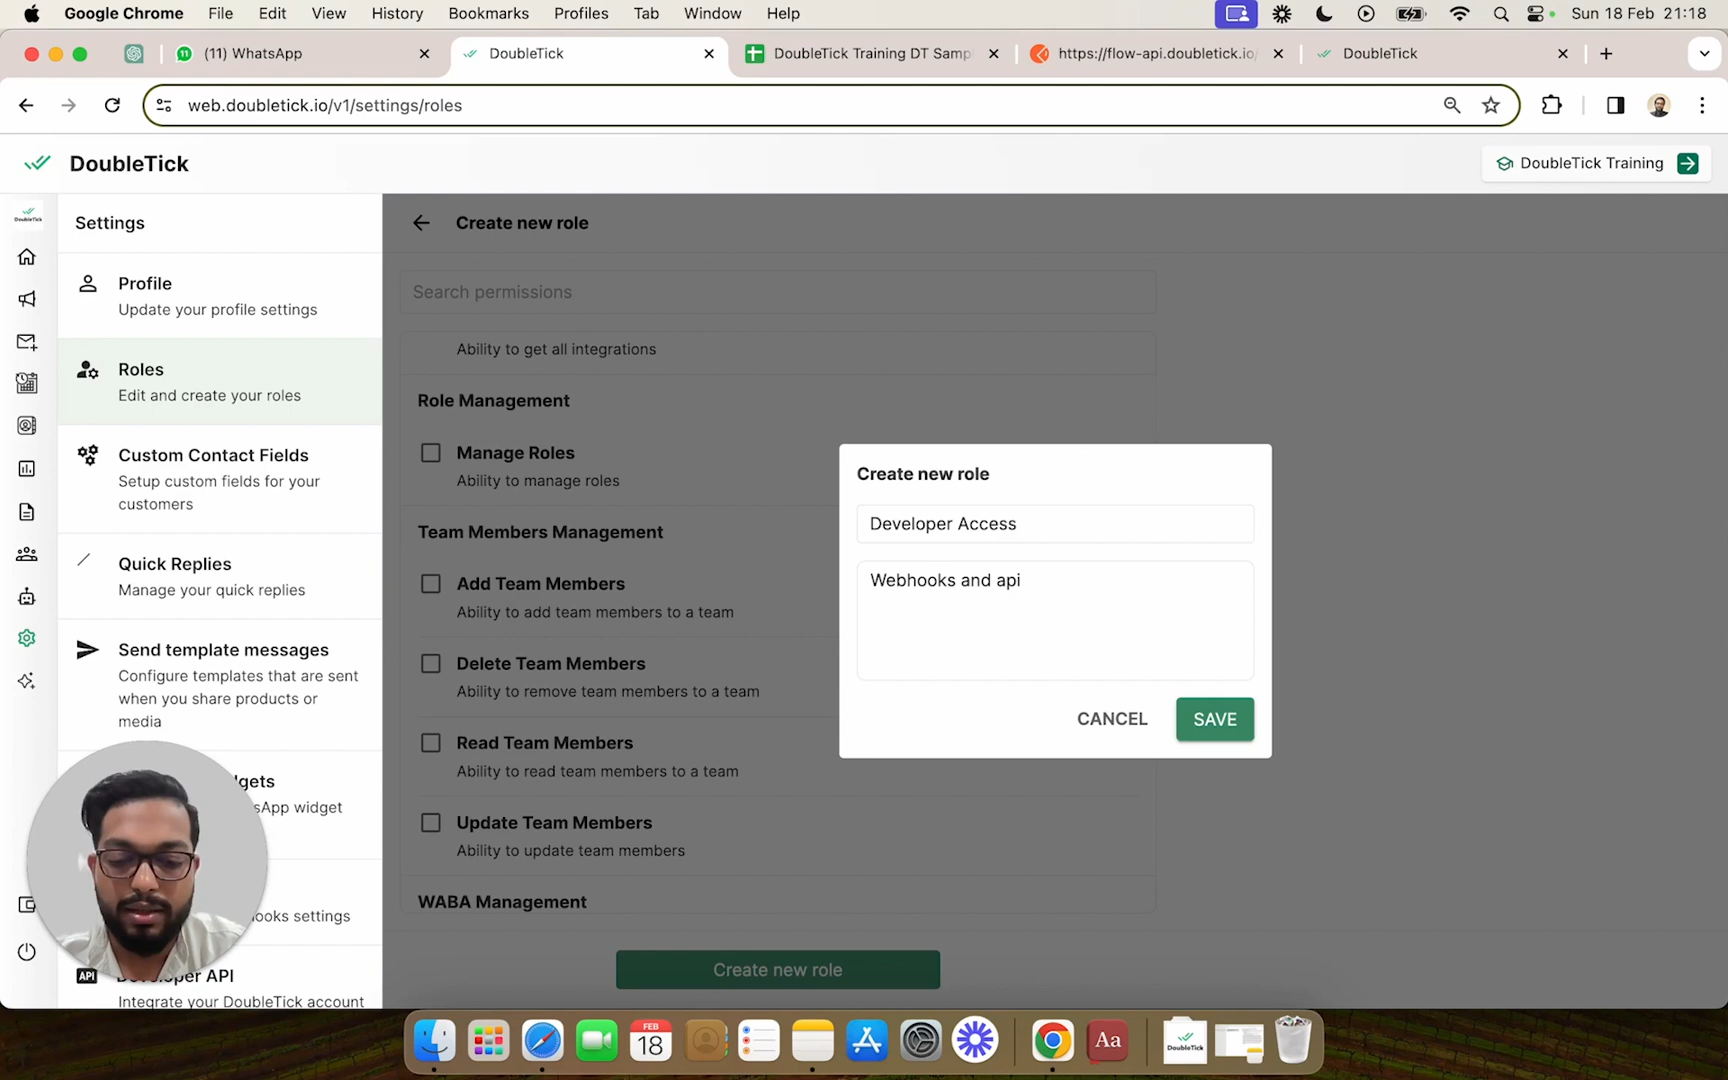 Google Chrome File Edit View History Bookmarks Profiles Tab Window Help Sun 18 Feb 21:18
11 (11) WhatsApp DoubleTick DoubleTick Training DT Samp https://flow-api.doubletick.io/ DoubleTick
web.doubletick.io/v1/settings/roles
DoubleTick DoubleTick Training
DoubleTick
Settings
Profile
Update your profile settings
Roles
Edit and create your roles
Custom Contact Fields
Setup custom fields for your
customers
Quick Replies
Manage your quick replies
Send template messages
Configure templates that are sent
when you share products or
media
dgets
sApp widget
hooks settings
API Developer API
Integrate your DoubleTick account
Create new role
Search permissions
Ability to get all integrations
Role Management
Manage Roles
Ability to manage roles
Team Members Management
Add Team Members
Ability to add team members to a team
Delete Team Members
Ability to remove team members to a team
Read Team Members
Ability to read team members to a team
Update Team Members
Ability to update team members
WABA Management
Create new role
Create new role
Developer Access
Webhooks and api
CANCEL SAVE
FEB
18
Aa
DoubleTick